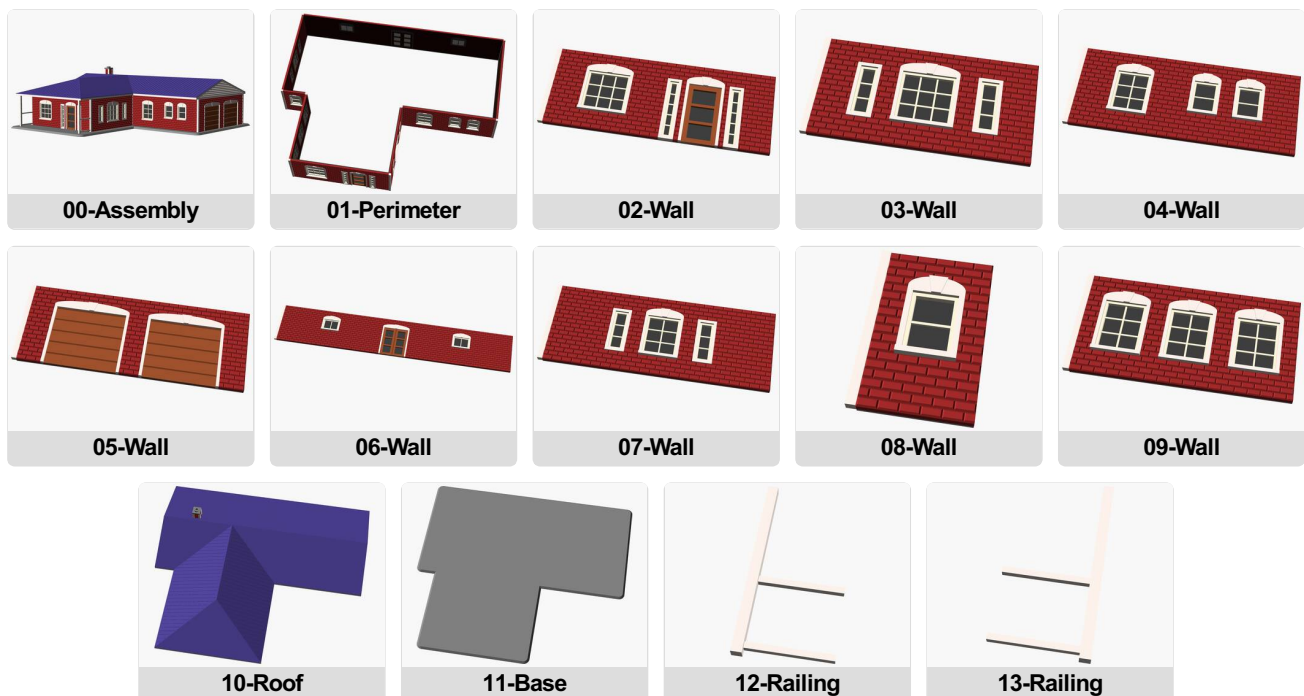 00-Assembly
01-Perimeter
02-Wall
03-Wall
04-Wall
05-Wall
06-Wall
07-Wall
08-Wall
09-Wall
10-Roof
11-Base
12-Railing
13-Railing